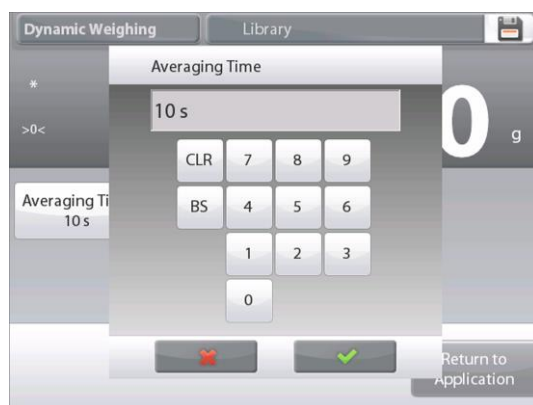 Dynamic Weighing
Library
Averaging Time
*
10 s
>0<
0 g
CLR 7 8 9
Averaging Ti
10 s
BS 4 5 6
1 2 3
0
Return to
Application